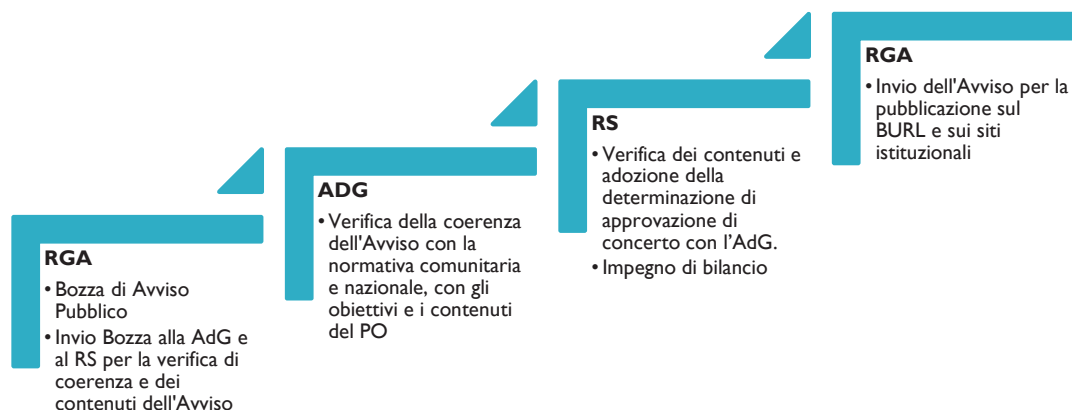 RGA
• Bozza di Avviso
Pubblico
• Invio Bozza alla AdG e
al RS per la verifica di
coerenza e dei
contenuti dell'Avviso
ADG
• Verifica della coerenza
dell'Avviso con la
normativa comunitaria
e nazionale, con gli
obiettivi e i contenuti
del PO
RS
• Verifica dei contenuti e
adozione della
determinazione di
approvazione di
concerto con l’AdG.
• Impegno di bilancio
RGA
• Invio dell'Avviso per la
pubblicazione sul
BURL e sui siti
istituzionali